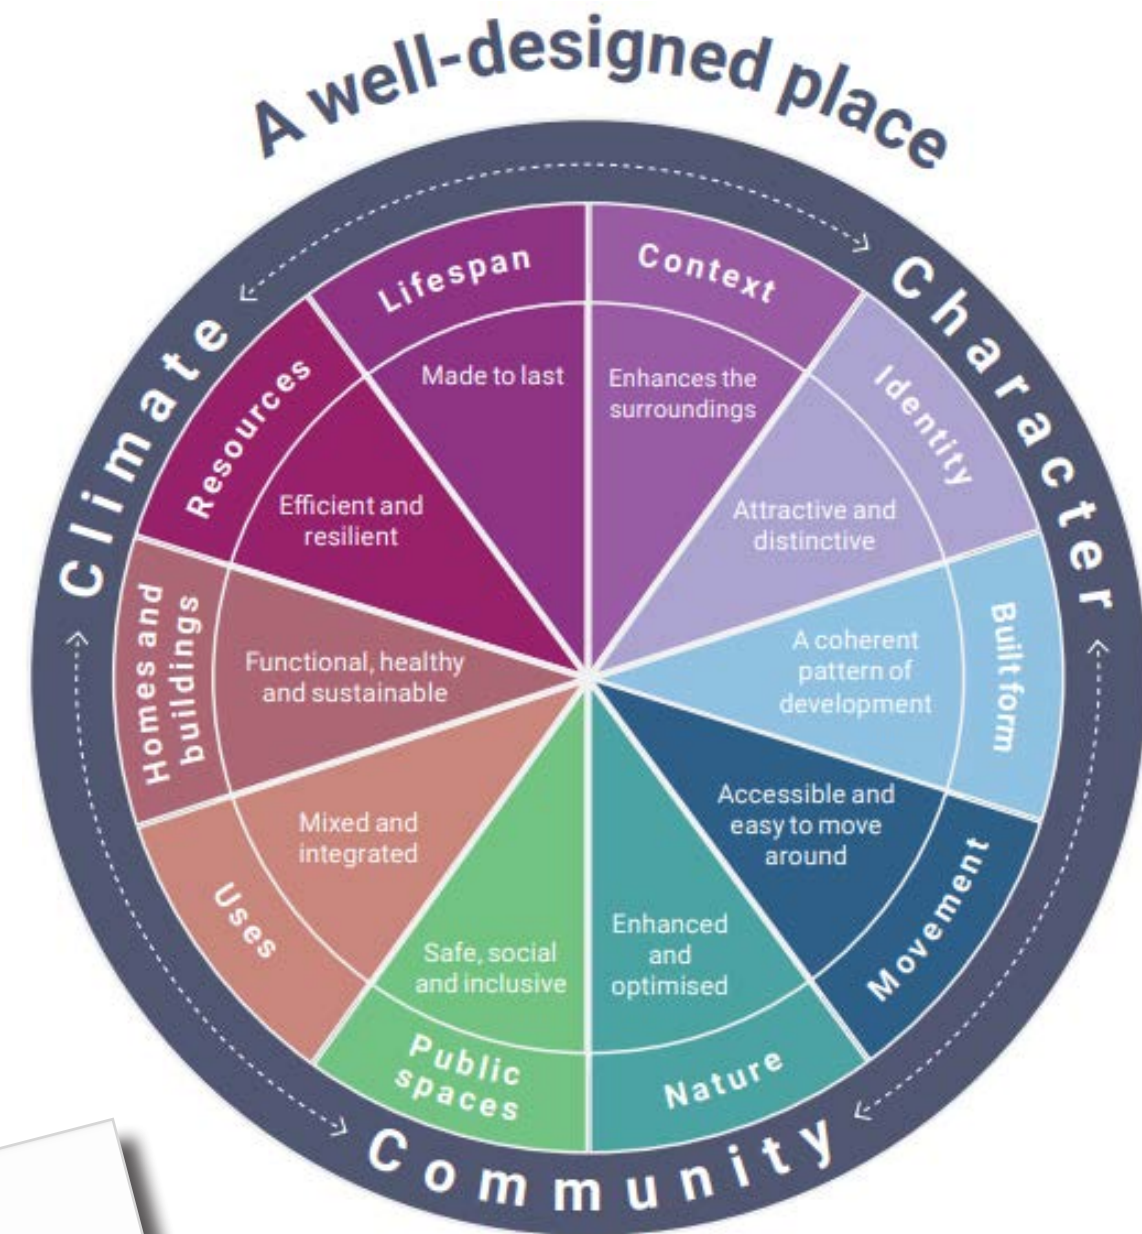 A well-designed place
Climate
Character
Community
Context
Enhances the
surroundings
Identity
Attractive and
distinctive
Built form
A coherent
pattern of
development
Movement
Accessible and
easy to move
around
Nature
Enhanced
and
optimised
Public
spaces
Safe, social
and inclusive
Uses
Mixed and
integrated
Homes and
buildings
Functional, healthy
and sustainable
Resources
Efficient and
resilient
Lifespan
Made to last